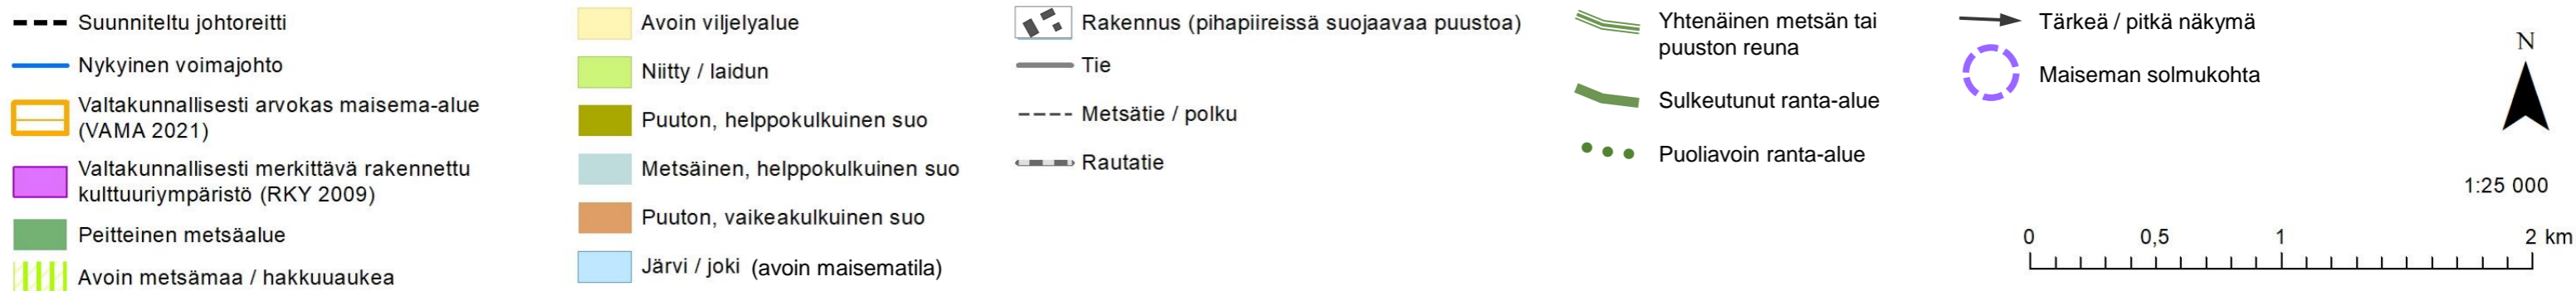 Suunniteltu johtoreitti
Nykyinen voimajohto
Valtakunnallisesti arvokas maisema-alue
(VAMA 2021)
Valtakunnallisesti merkittävä rakennettu
kulttuuriympäristö (RKY 2009)
Peitteinen metsäalue
Avoin metsämaa / hakkuuaukea
Avoin viljelyalue
Niitty / laidun
Puuton, helppokulkuinen suo
Metsäinen, helppokulkuinen suo
Puuton, vaikeakulkuinen suo
Järvi / joki (avoin maisematila)
Rakennus (pihapiireissä suojaavaa puustoa)
Tie
Metsätie / polku
Rautatie
Yhtenäinen metsän tai
puuston reuna
Sulkeutunut ranta-alue
Puoliavoin ranta-alue
Tärkeä / pitkä näkymä
Maiseman solmukohta
N
1:25 000
0 0,5 1 2 km